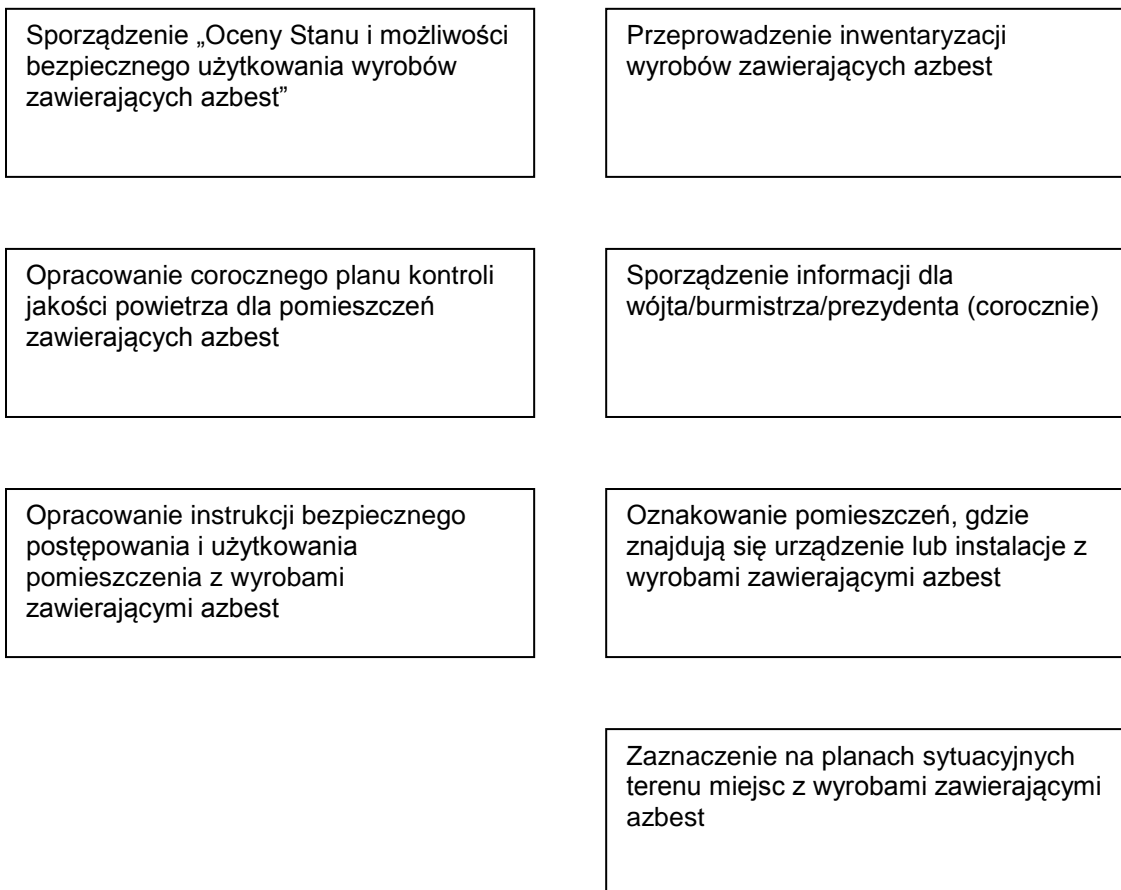 Sporządzenie „Oceny Stanu i możliwości
bezpiecznego użytkowania wyrobów
zawierających azbest”
Przeprowadzenie inwentaryzacji
wyrobów zawierających azbest
Opracowanie corocznego planu kontroli
jakości powietrza dla pomieszczeń
zawierających azbest
Sporządzenie informacji dla
wójta/burmistrza/prezydenta (corocznie)
Opracowanie instrukcji bezpiecznego
postępowania i użytkowania
pomieszczenia z wyrobami
zawierającymi azbest
Oznakowanie pomieszczeń, gdzie
znajdują się urządzenie lub instalacje z
wyrobami zawierającymi azbest
Zaznaczenie na planach sytuacyjnych
terenu miejsc z wyrobami zawierającymi
azbest